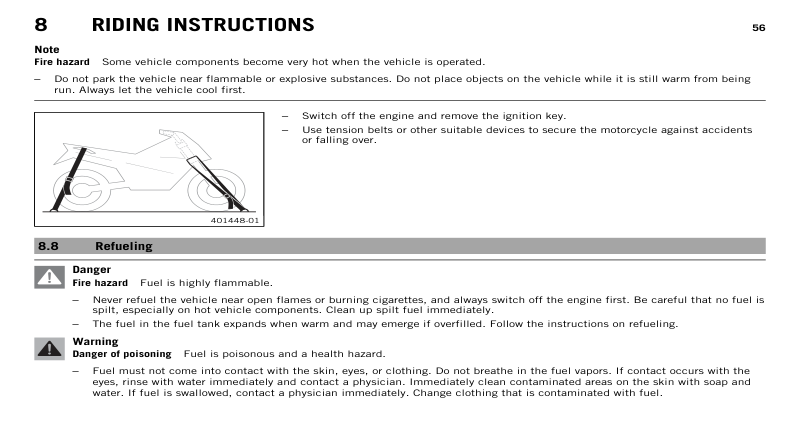 8 RIDING INSTRUCTIONS 56
Note
Fire hazard Some vehicle components become very hot when the vehicle is operated.
– Do not park the vehicle near flammable or explosive substances. Do not place objects on the vehicle while it is still warm from being
run. Always let the vehicle cool first.
– Switch off the engine and remove the ignition key.
– Use tension belts or other suitable devices to secure the motorcycle against accidents
or falling over.
401448-01
8.8 Refueling
Danger
Fire hazard Fuel is highly flammable.
– Never refuel the vehicle near open flames or burning cigarettes, and always switch off the engine first. Be careful that no fuel is
spilt, especially on hot vehicle components. Clean up spilt fuel immediately.
– The fuel in the fuel tank expands when warm and may emerge if overfilled. Follow the instructions on refueling.
Warning
Danger of poisoning Fuel is poisonous and a health hazard.
– Fuel must not come into contact with the skin, eyes, or clothing. Do not breathe in the fuel vapors. If contact occurs with the
eyes, rinse with water immediately and contact a physician. Immediately clean contaminated areas on the skin with soap and
water. If fuel is swallowed, contact a physician immediately. Change clothing that is contaminated with fuel.